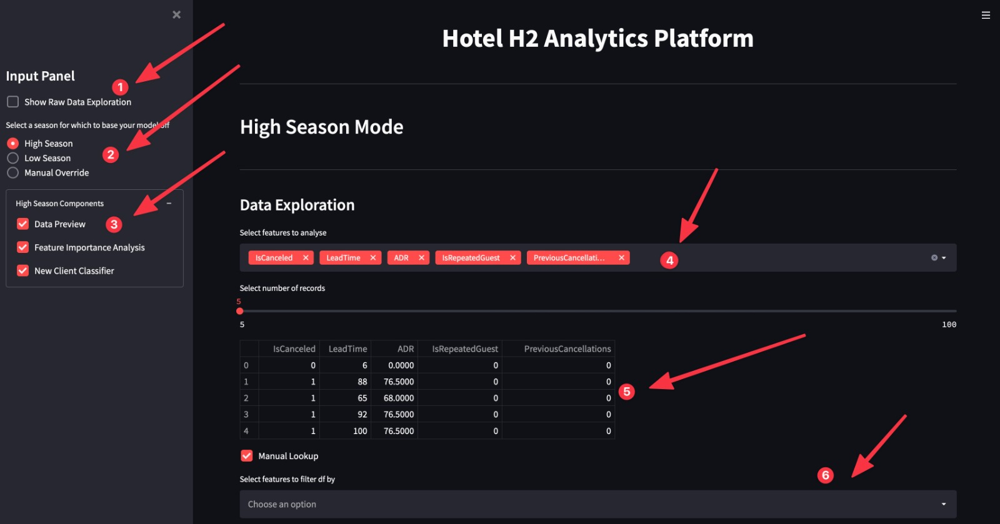 Hotel H2 Analytics Platform
Input Panel
1
Show Raw Data Exploration
Select a season for which to base your model off
High Season
Low Season
2
Manual Override
High Season Components
Data Preview
3
Feature Importance Analysis
New Client Classifier
High Season Mode
Data Exploration
Select features to analyse
IsCanceled LeadTime ADR IsRepeatedGuest PreviousCancellati...
4
Select number of records
5
5 100
IsCanceled LeadTime ADR IsRepeatedGuest PreviousCancellations
0 0 6 0.0000 0 0
1 1 88 76.5000 0 0
2 1 65 68.0000 0 0
3 1 92 76.5000 0 0
4 1 100 76.5000 0 0
5
Manual Lookup
Select features to filter df by
6
Choose an option